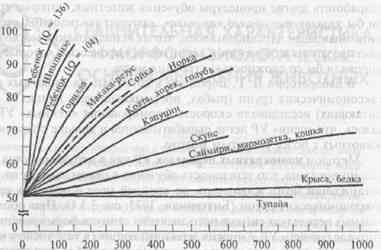 100
90
80
70
60
50
0
Ребенок (IQ = 136)
Шимпанзе
Ребенок (IQ = 104)
Горилла
Макака-резус
Сойка
Норка
Кошка, хорек, голубь
Капуцин
Скунс
Саймири, мармозетка, кошка
Крыса, белка
Тупайя
0 100 200 300 400 500 600 700 800 900 1000